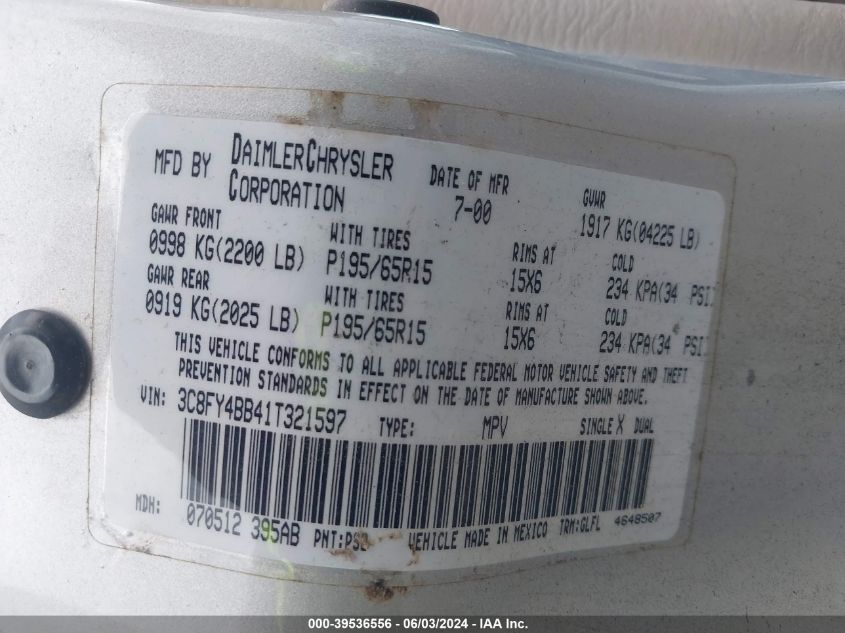 MFD BY DAIMLERCHRYSLER CORPORATION DATE OF MFR 7-00 GVWR 1917 KG(04225 LB)
GAWR FRONT WITH TIRES RIMS AT COLD
0998 KG(2200 LB) P195/65R15 15X6 234 KPA(34 PSI)
GAWR REAR WITH TIRES RIMS AT COLD
0919 KG(2025 LB) P195/65R15 15X6 234 KPA(34 PSI)
THIS VEHICLE CONFORMS TO ALL APPLICABLE FEDERAL MOTOR VEHICLE SAFETY AND THEFT
PREVENTION STANDARDS IN EFFECT ON THE DATE OF MANUFACTURE SHOWN ABOVE.
VIN: 3C8FY4BB41T321597 TYPE: MPV SINGLE X DUAL
MDH: 070512 395AB PNT: VEHICLE MADE IN MEXICO TRM:GLFL 4648507
000-39536556 - 06/03/2024 - IAA Inc.